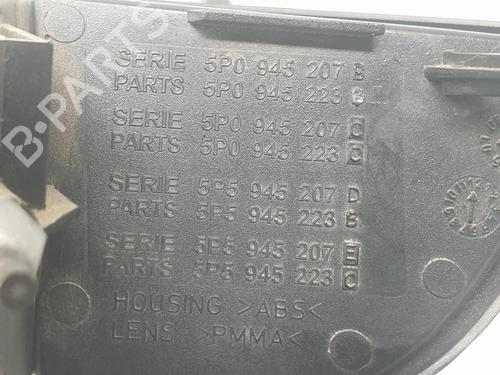 SERIE 5P0 945 207 B
PARTS 5P0 945 223
SERIE 5P0 945 207 C
PARTS 5P0 945 223 C
SERIE 5P5 945 207 D
PARTS 5P5 945 223 B
SERIE 5P5 945 207 E
PARTS 5P5 945 223 C
HOUSING >ABS<
LENS >PMMA<